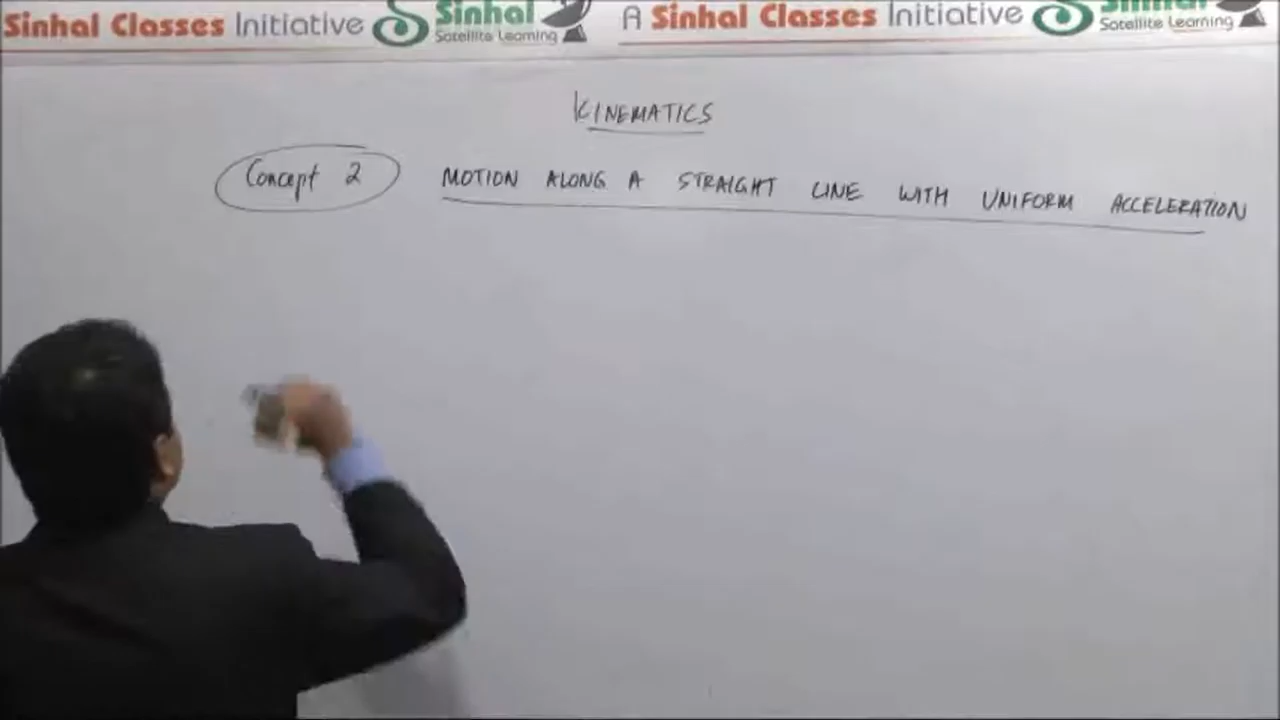 Sinhal Classes Initiative Sinhal Satellite Learning A Sinhal Classes Initiative Sinhal Satellite Learning
KINEMATICS
Concept 2 MOTION ALONG A STRAIGHT LINE WITH UNIFORM ACCELERATION